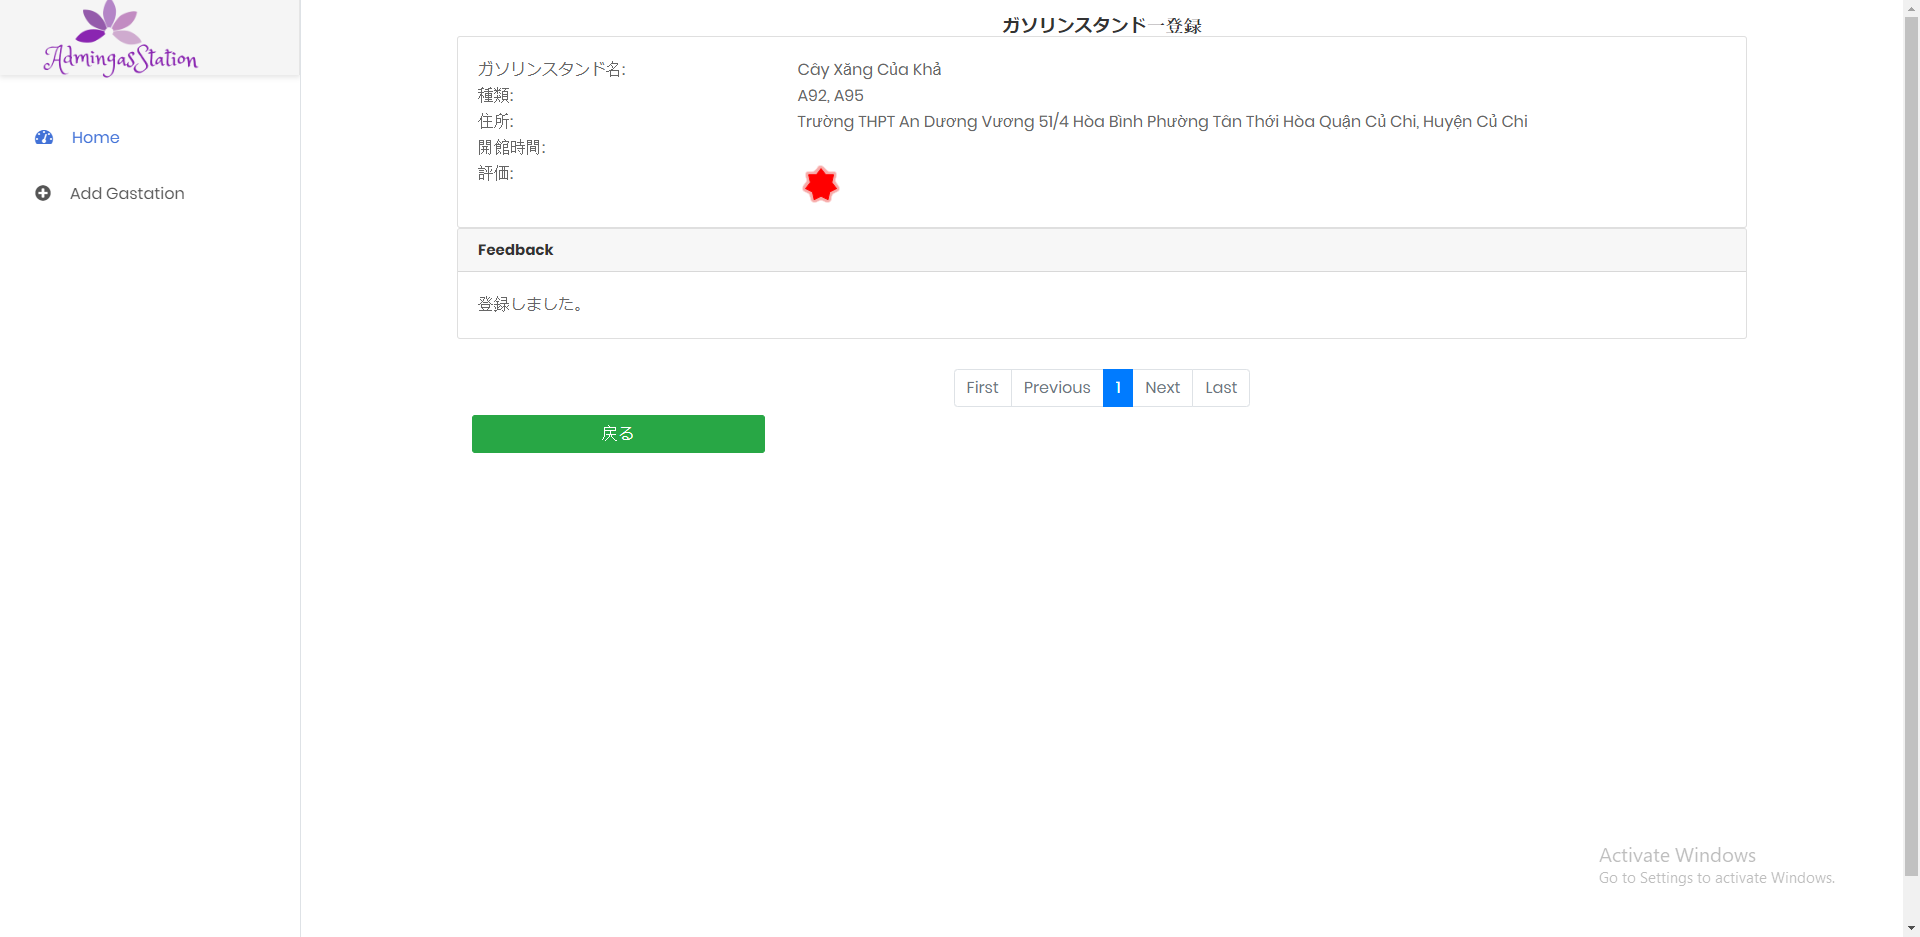 AdmingasStation
Home
Add Gastation
ガソリンスタンド一登録
ガソリンスタンド名: Cây Xăng Của Khả
種類: A92, A95
住所: Trường THPT An Dương Vương 51/4 Hòa Bình Phường Tân Thới Hòa Quận Củ Chi, Huyện Củ Chi
開館時間:
評価:
Feedback
登録しました。
First Previous 1 Next Last
戻る
Activate Windows
Go to Settings to activate Windows.